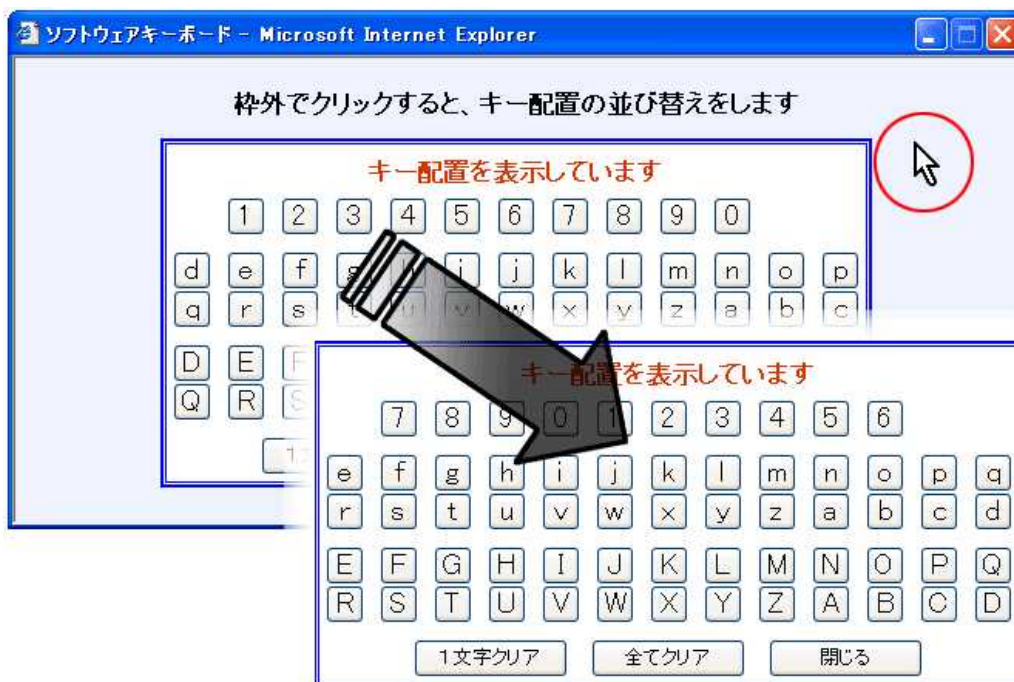 ソフトウェアキーボード - Microsoft Internet Explorer
枠外でクリックすると、キー配置の並び替えをします
キー配置を表示しています
1 2 3 4 5 6 7 8 9 0
d e f g h i j k l m n o p
q r s t u v w x y z a b c
D E F
Q R S
キー配置を表示しています
7 8 9 0 1 2 3 4 5 6
e f g h i j k l m n o p q
r s t u v w x y z a b c d
E F G H I J K L M N O P Q
R S T U V W X Y Z A B C D
1文字クリア 全てクリア 閉じる